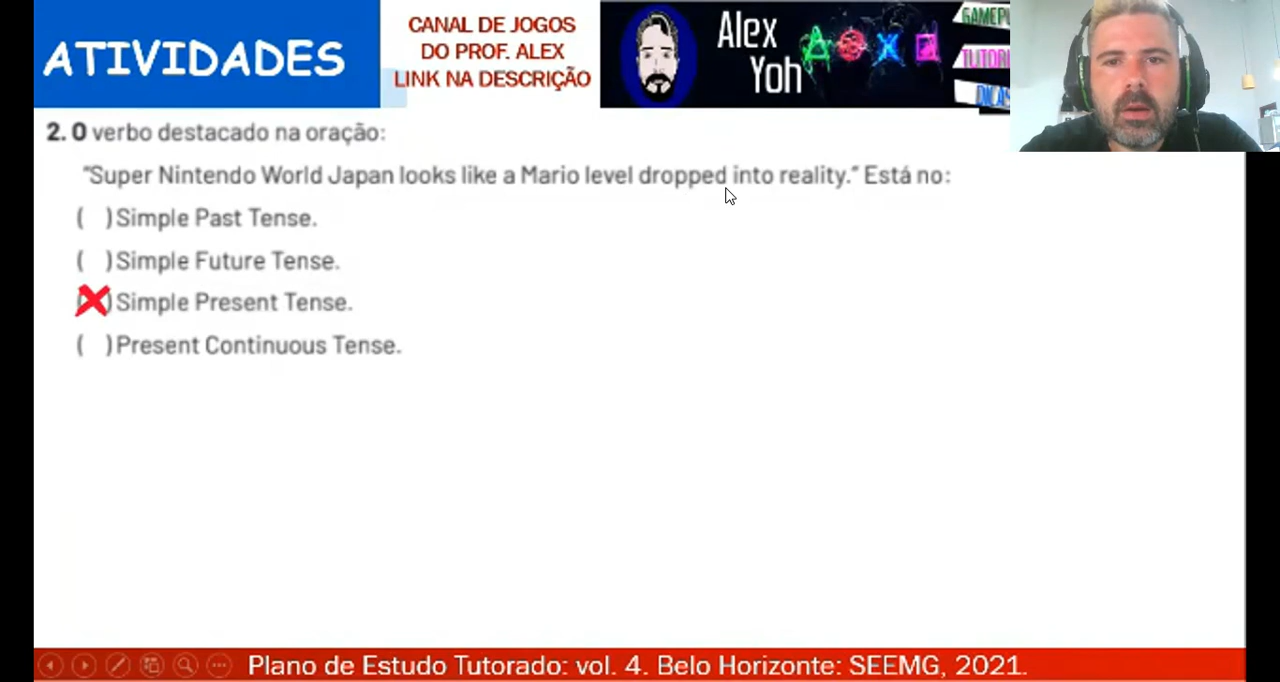 ATIVIDADES
CANAL DE JOGOS
DO PROF. ALEX
LINK NA DESCRIÇÃO
Alex
Yoh
2. O verbo destacado na oração:
"Super Nintendo World Japan looks like a Mario level dropped into reality." Está no:
( ) Simple Past Tense.
( ) Simple Future Tense.
(X) Simple Present Tense.
( ) Present Continuous Tense.
Plano de Estudo Tutorado: vol. 4. Belo Horizonte: SEEMG, 2021.